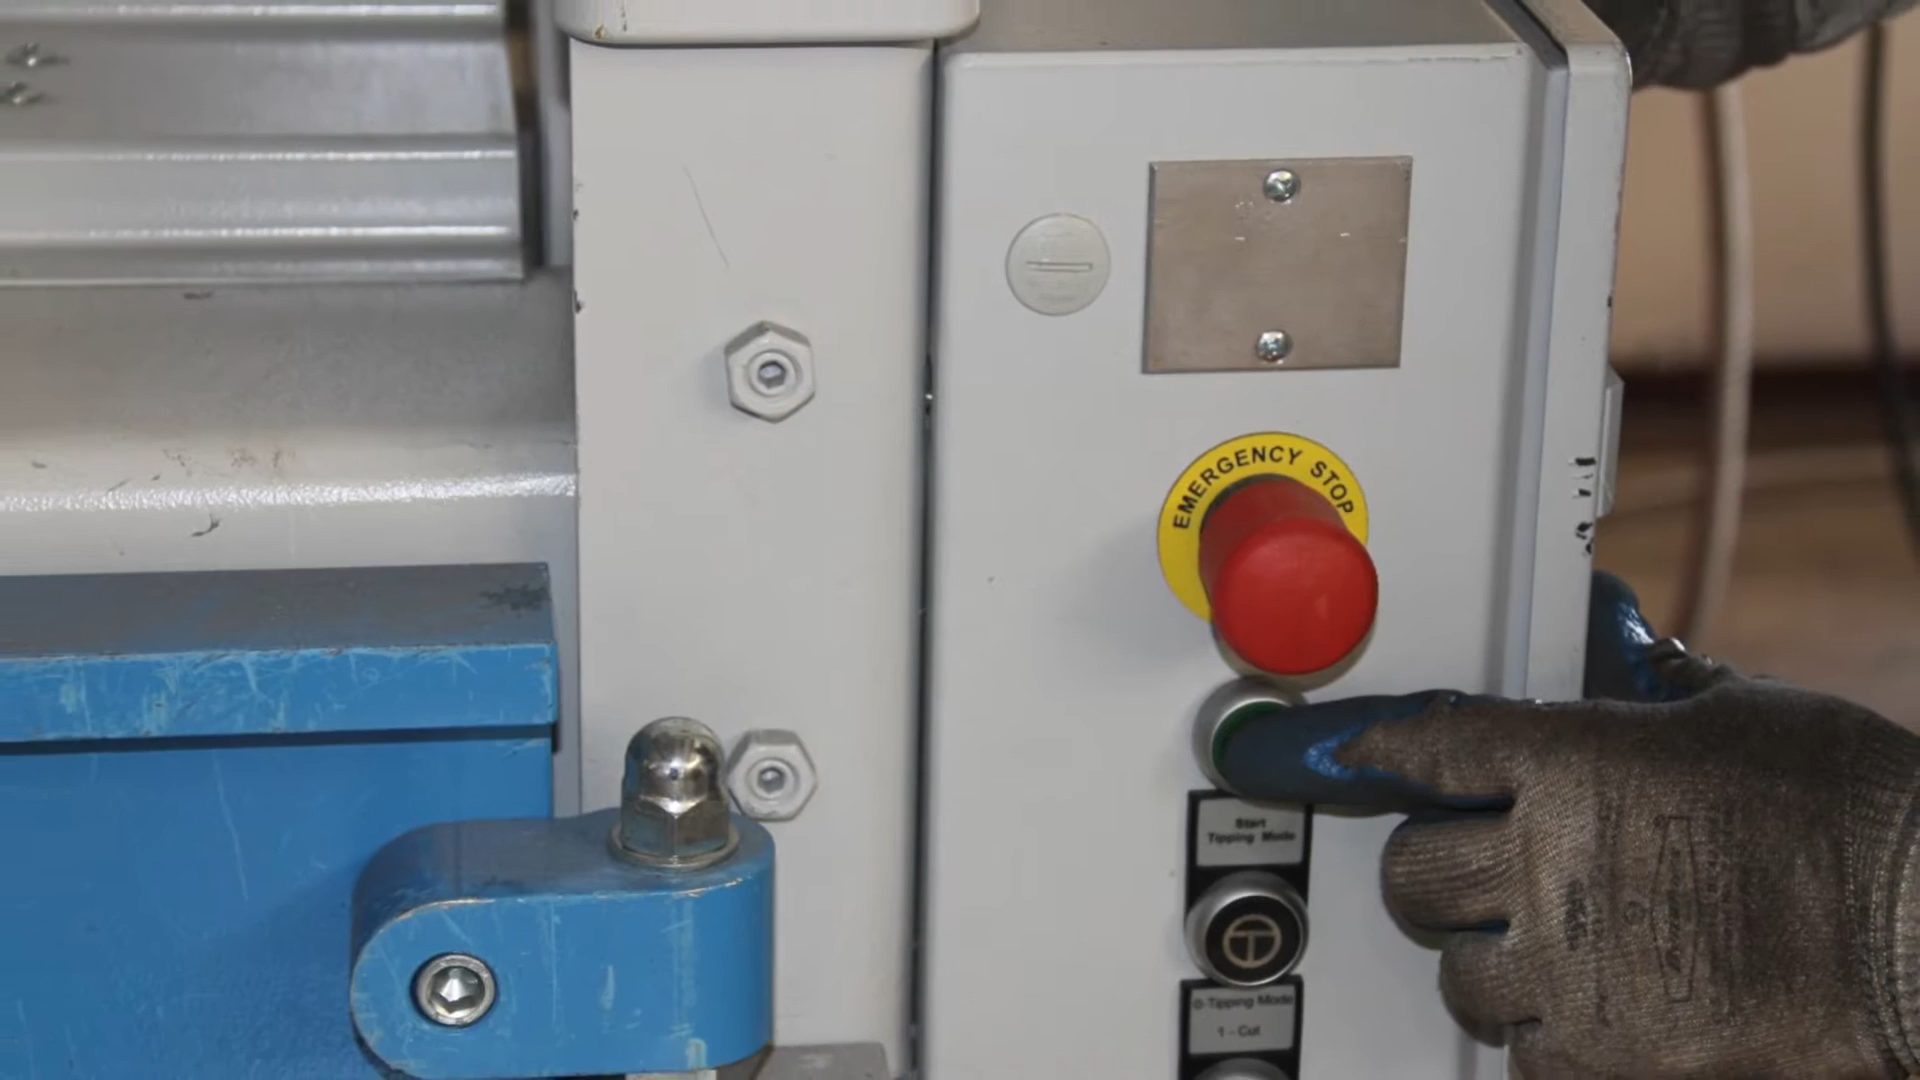 EMERGENCY STOP
Start
Tipping Mode
0-Tipping Mode
1 - Cut